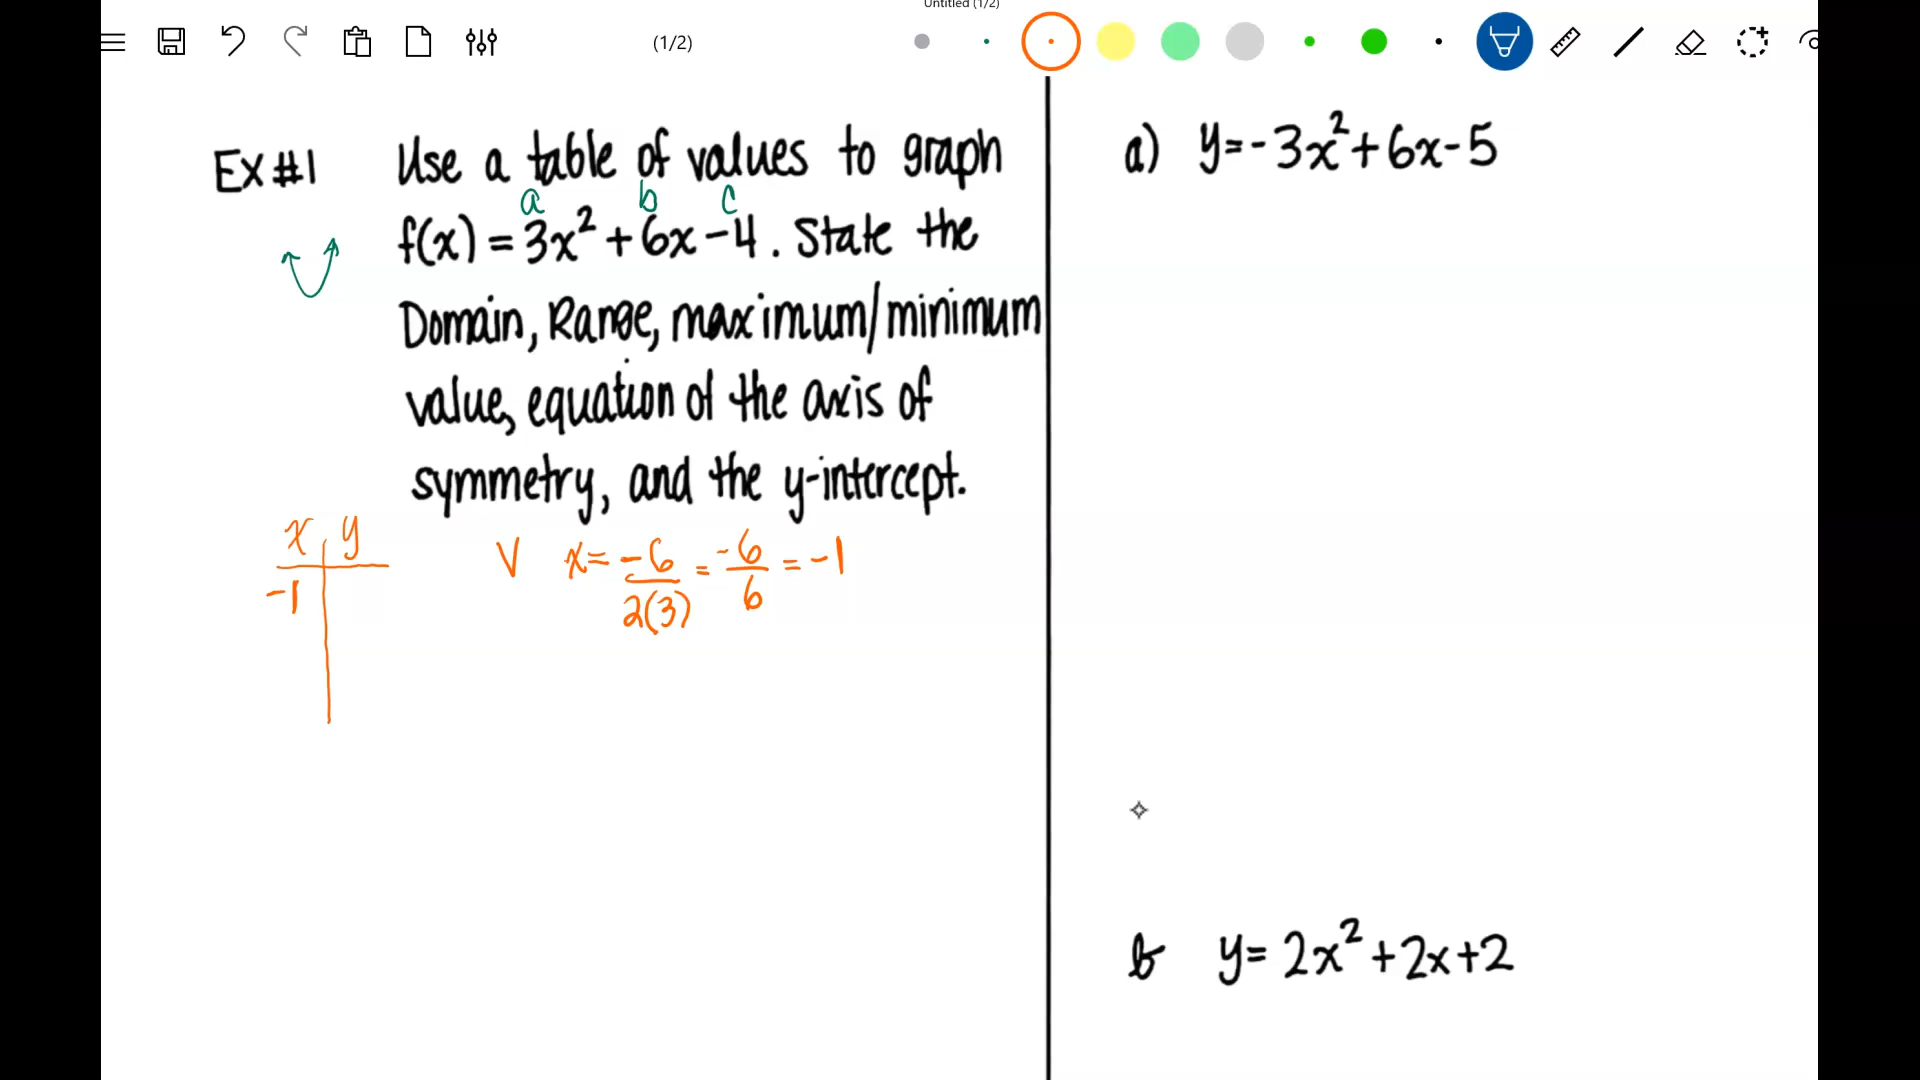 Untitled (1/2)
(1/2)
Ex #1 Use a table of values to graph
a b c
f(x) = 3x² + 6x - 4. State the
Domain, Range, maximum/minimum
value, equation of the axis of
symmetry, and the y-intercept.
x y
-1
V x = -6/2(3) = -6/6 = -1
a) y = -3x² + 6x - 5
b y = 2x² + 2x + 2